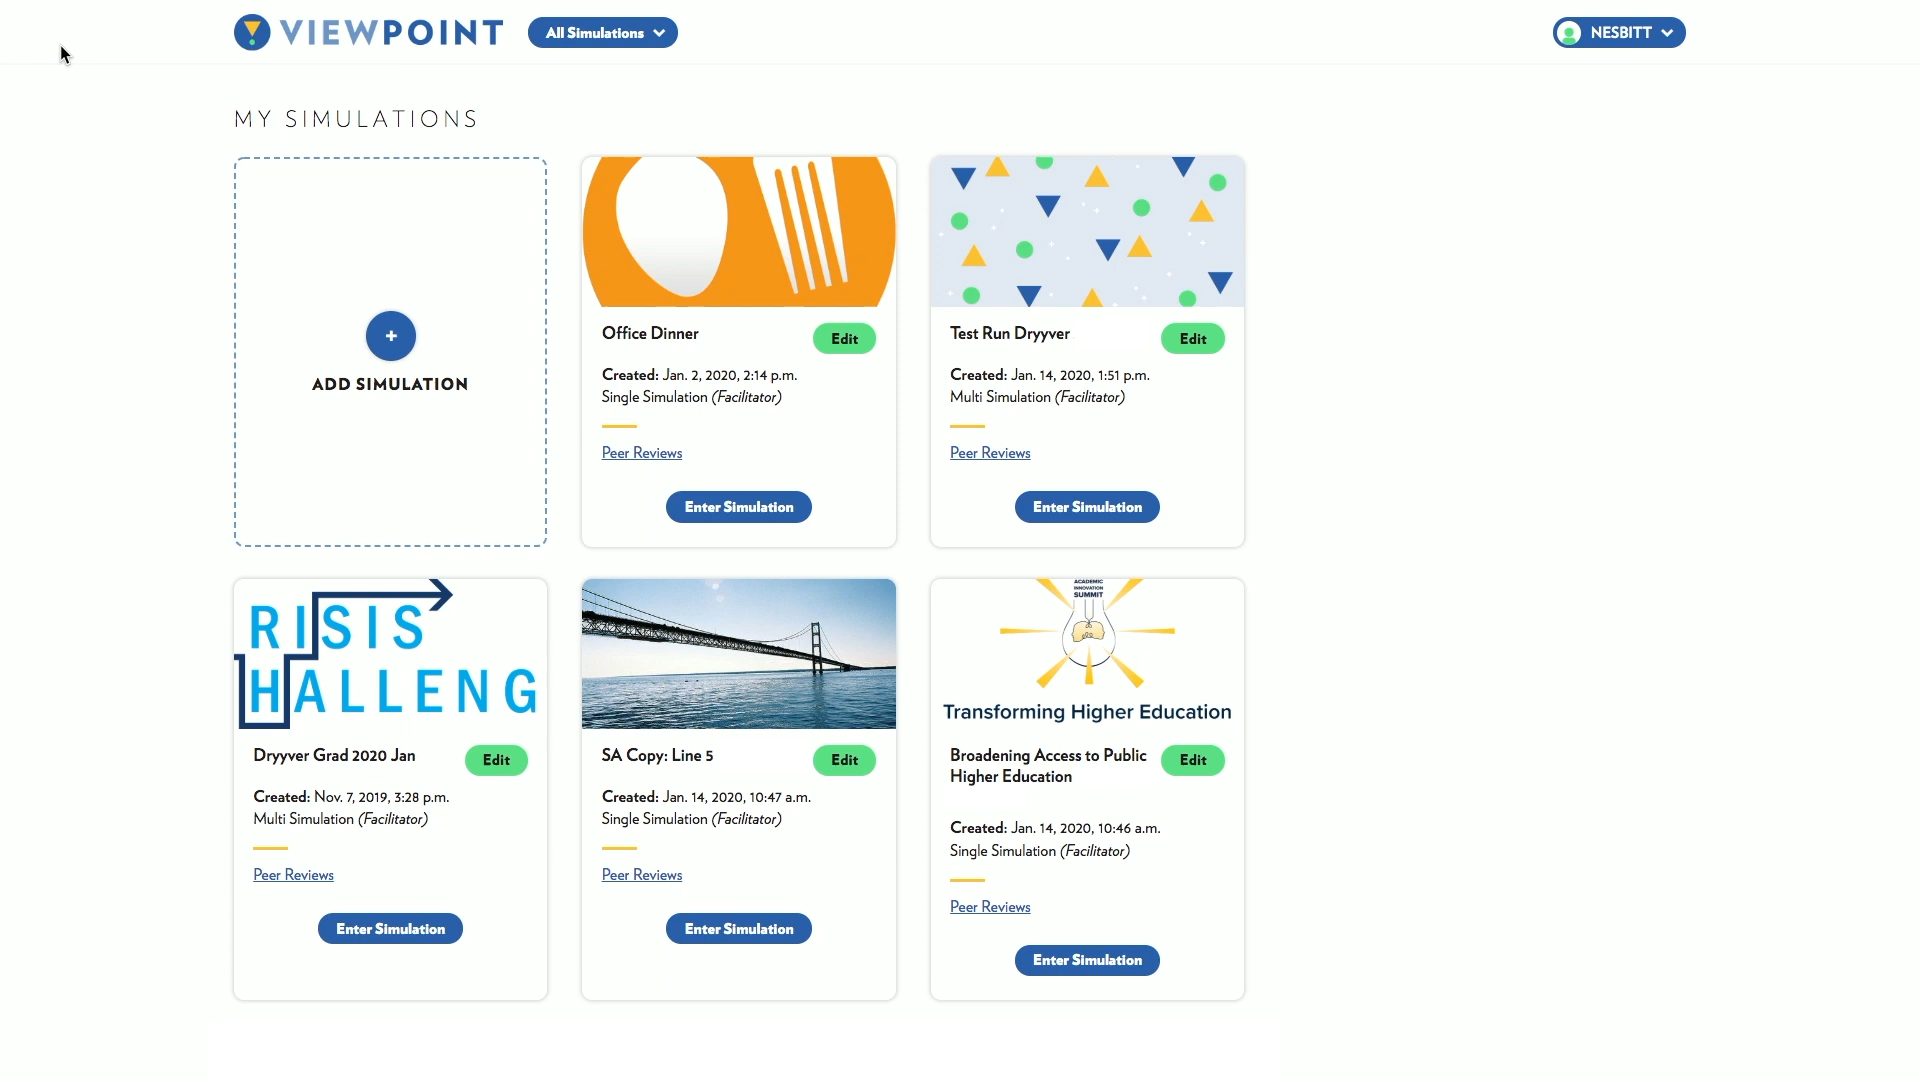 VIEWPOINT
All Simulations
NESBITT
MY SIMULATIONS
+
ADD SIMULATION
Office Dinner
Edit
Created: Jan. 2, 2020, 2:14 p.m.
Single Simulation (Facilitator)
Peer Reviews
Enter Simulation
Test Run Dryyver
Edit
Created: Jan. 14, 2020, 1:51 p.m.
Multi Simulation (Facilitator)
Peer Reviews
Enter Simulation
RISIS
HALLENG
Dryyver Grad 2020 Jan
Edit
Created: Nov. 7, 2019, 3:28 p.m.
Multi Simulation (Facilitator)
Peer Reviews
Enter Simulation
SA Copy: Line 5
Edit
Created: Jan. 14, 2020, 10:47 a.m.
Single Simulation (Facilitator)
Peer Reviews
Enter Simulation
ACADEMIC
INNOVATION
SUMMIT
Transforming Higher Education
Broadening Access to Public
Higher Education
Edit
Created: Jan. 14, 2020, 10:46 a.m.
Single Simulation (Facilitator)
Peer Reviews
Enter Simulation